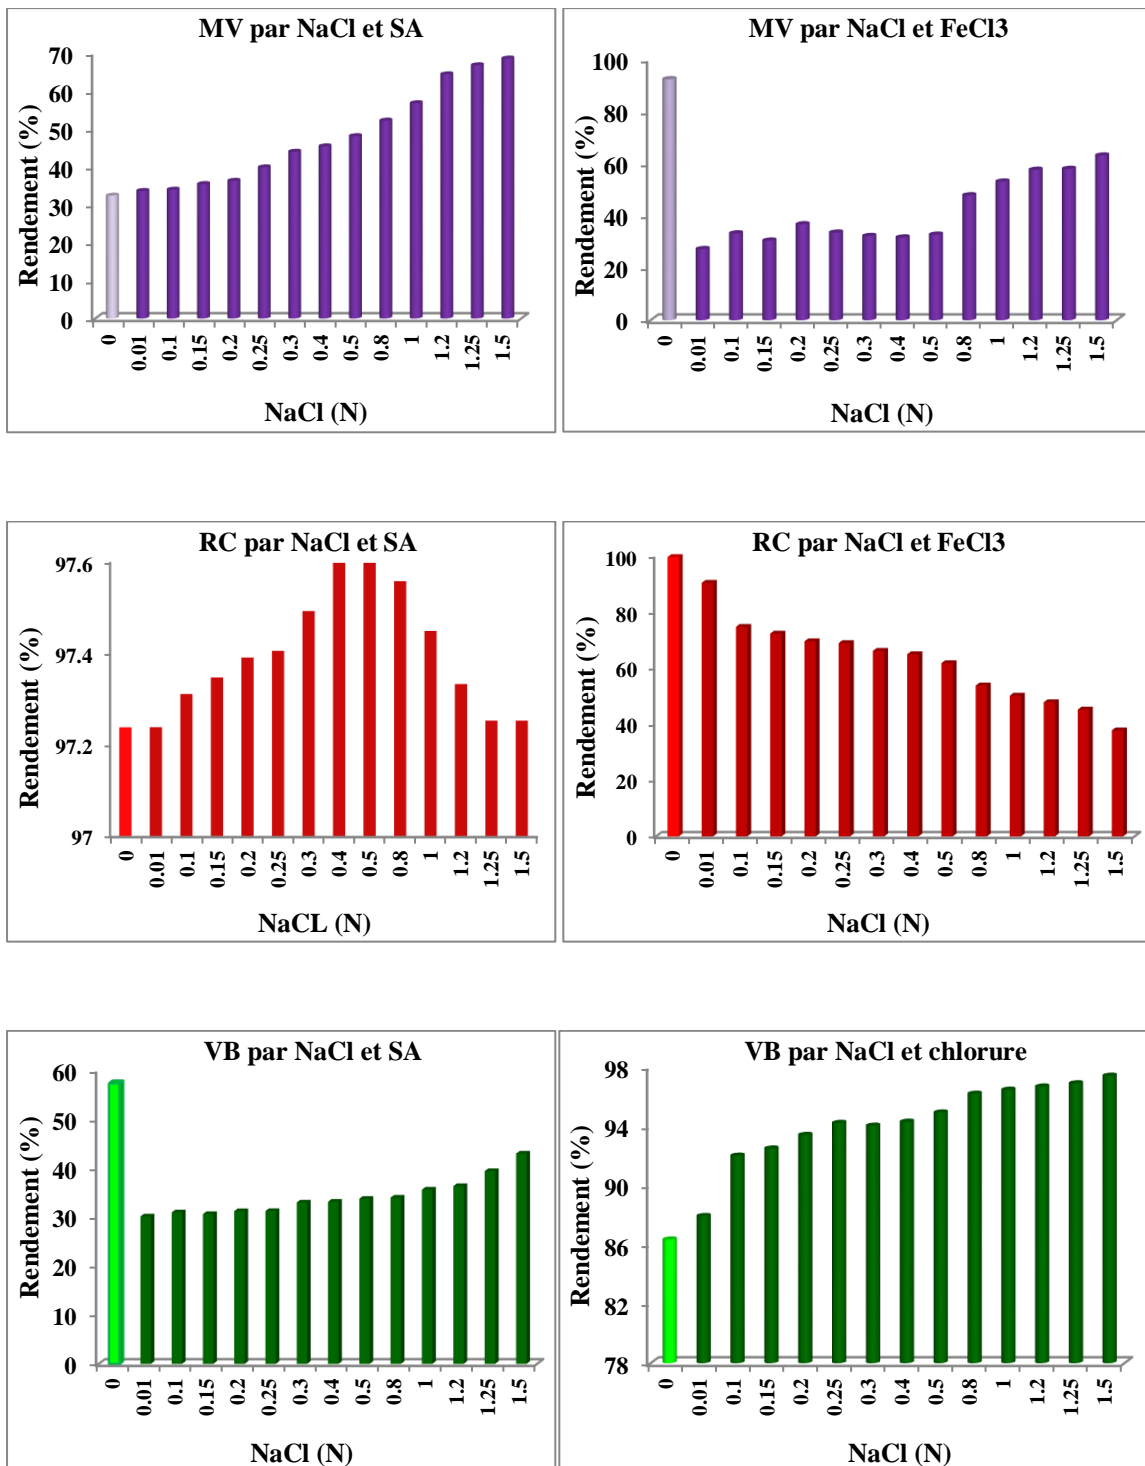 MV par NaCl et SA
Rendement (%)
70
60
50
40
30
20
10
0
0 0.01 0.1 0.15 0.2 0.25 0.3 0.4 0.5 0.8 1 1.2 1.25 1.5
NaCl (N)
MV par NaCl et FeCl3
Rendement (%)
100
80
60
40
20
0
0 0.01 0.1 0.15 0.2 0.25 0.3 0.4 0.5 0.8 1 1.2 1.25 1.5
NaCl (N)
RC par NaCl et SA
Rendement (%)
97.6
97.4
97.2
97
0 0.01 0.1 0.15 0.2 0.25 0.3 0.4 0.5 0.8 1 1.2 1.25 1.5
NaCL (N)
RC par NaCl et FeCl3
Rendement (%)
100
80
60
40
20
0
0 0.01 0.1 0.15 0.2 0.25 0.3 0.4 0.5 0.8 1 1.2 1.25 1.5
NaCl (N)
VB par NaCl et SA
Rendement (%)
60
50
40
30
20
10
0
0 0.01 0.1 0.15 0.2 0.25 0.3 0.4 0.5 0.8 1 1.2 1.25 1.5
NaCl (N)
VB par NaCl et chlorure
Rendement (%)
98
94
90
86
82
78
0 0.01 0.1 0.15 0.2 0.25 0.3 0.4 0.5 0.8 1 1.2 1.25 1.5
NaCl (N)